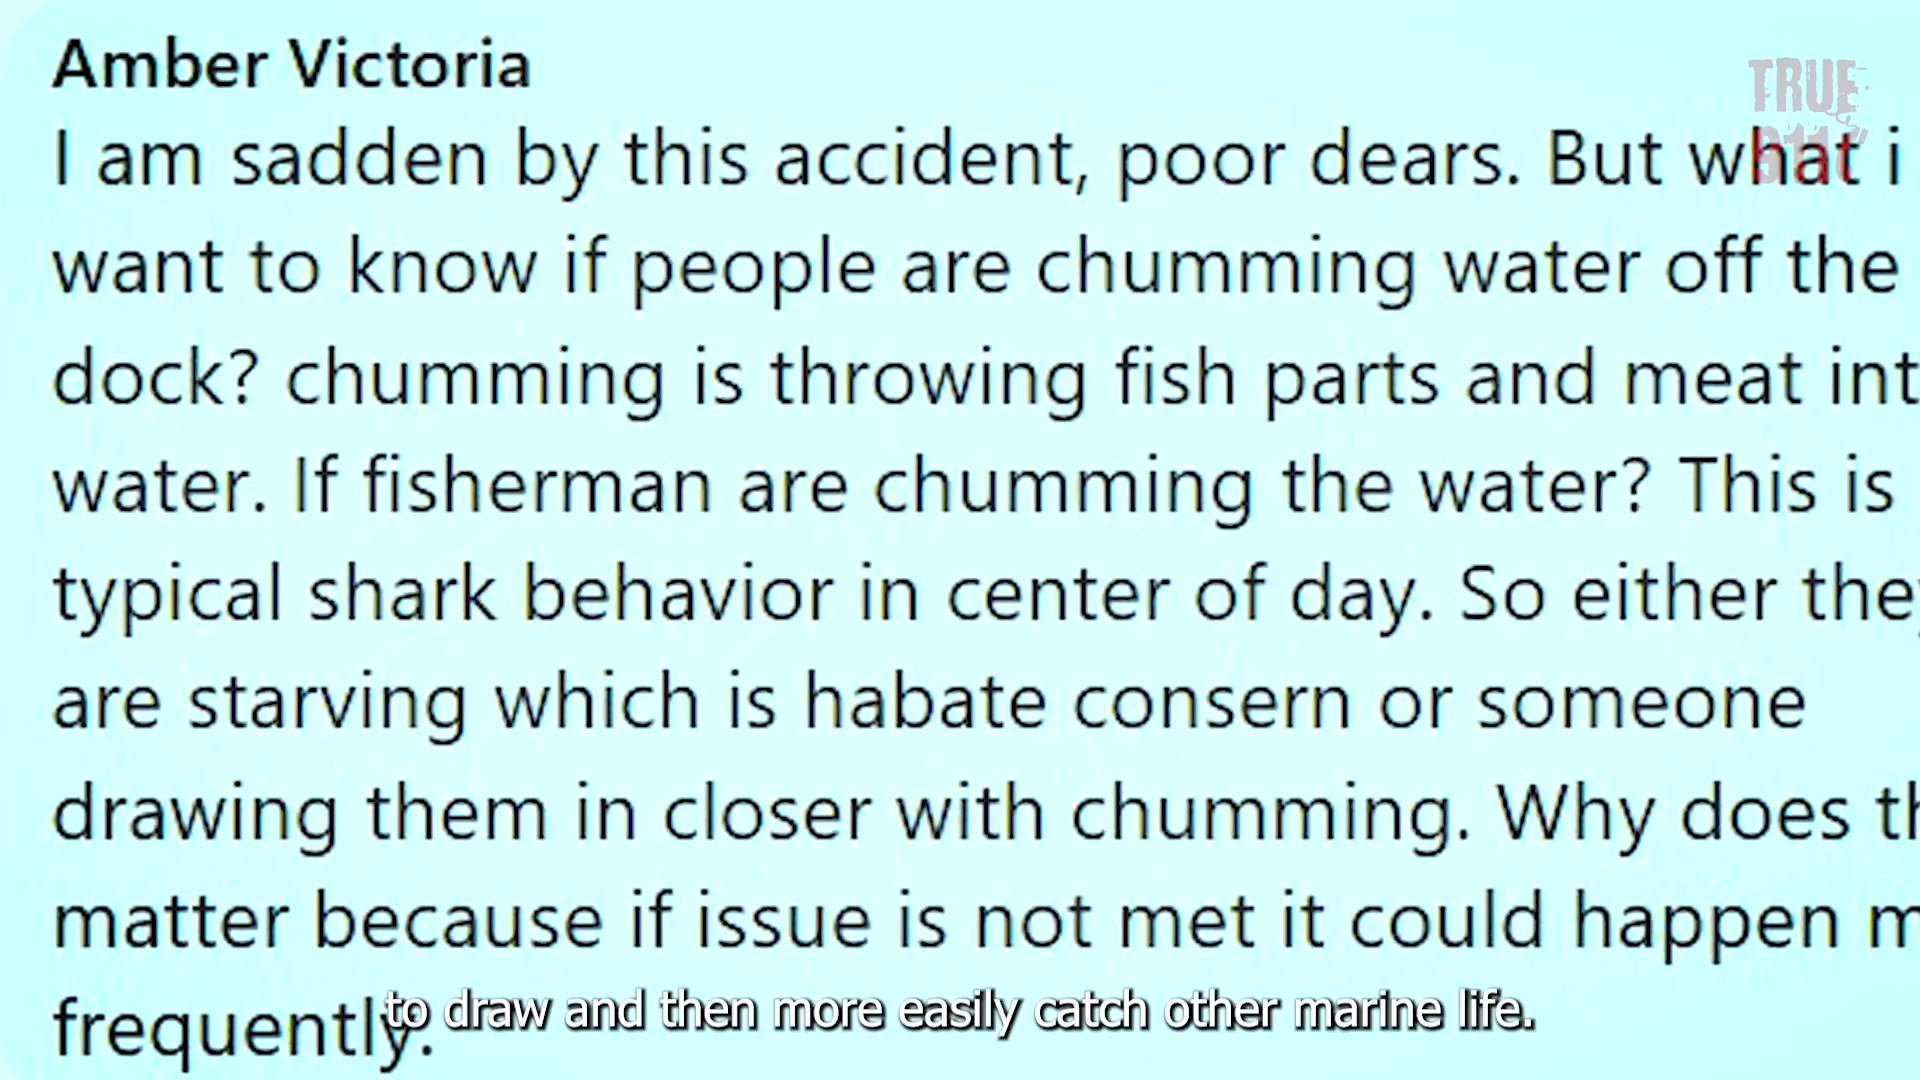 Amber Victoria
TRUE
I am sadden by this accident, poor dears. But what i
want to know if people are chumming water off the
dock? chumming is throwing fish parts and meat int
water. If fisherman are chumming the water? This is
typical shark behavior in center of day. So either they
are starving which is habate consern or someone
drawing them in closer with chumming. Why does th
matter because if issue is not met it could happen m
frequently.
to draw and then more easily catch other marine life.